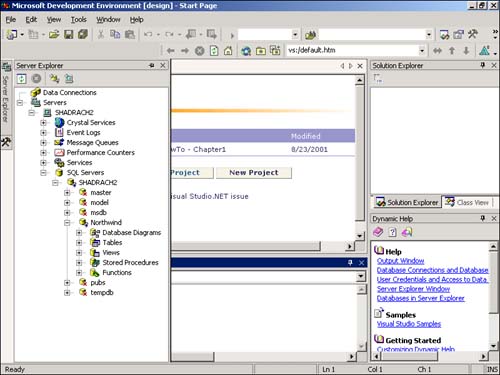 Microsoft Development Environment [design] - Start Page
File Edit View Tools Window Help
vs:/default.htm
Server Explorer
Server Explorer
Data Connections
Servers
SHADRACH2
Crystal Services
Event Logs
Message Queues
Performance Counters
Services
SQL Servers
SHADRACH2
master
model
msdb
Northwind
Database Diagrams
Tables
Views
Stored Procedures
Functions
pubs
tempdb
Modified
wTo - Chapter1 8/23/2001
Project New Project
isual Studio.NET issue
Solution Explorer
Solution Explorer Class View
Dynamic Help
Help
Output Window
Database Connections and Database
User Credentials and Access to Data
Server Explorer Window
Databases in Server Explorer
Samples
Visual Studio Samples
Getting Started
Customizing Dynamic Help
Ready Ln 1 Col 1 Ch 1 INS